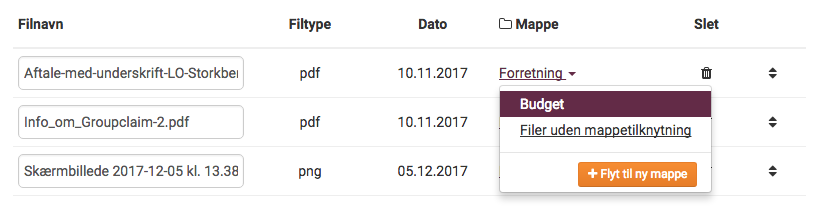 Filnavn Filtype Dato Mappe Slet
Aftale-med-underskrift-LO-Storkber pdf 10.11.2017 Forretning
Budget
Info_om_Groupclaim-2.pdf pdf 10.11.2017
Filer uden mappetilknytning
Skærmbillede 2017-12-05 kl. 13.38 png 05.12.2017
+ Flyt til ny mappe